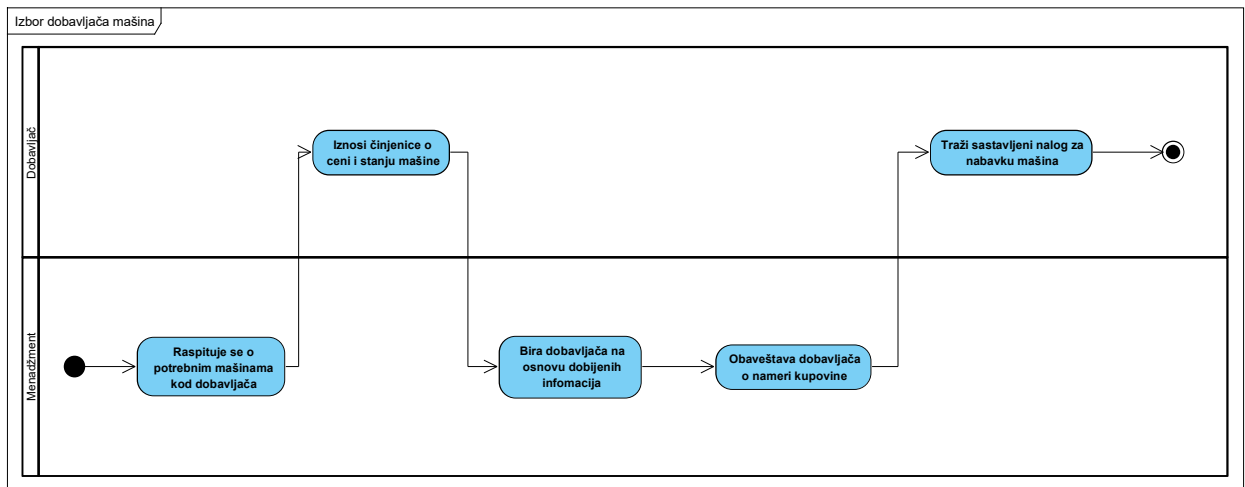 Izbor dobavljača mašina
Dobavljač
Iznosi činjenice o
ceni i stanju mašine
Traži sastavljeni nalog za
nabavku mašina
Menadžment
Raspituje se o
potrebnim mašinama
kod dobavljača
Bira dobavljača na
osnovu dobijenih
infomacija
Obaveštava dobavljača
o nameri kupovine